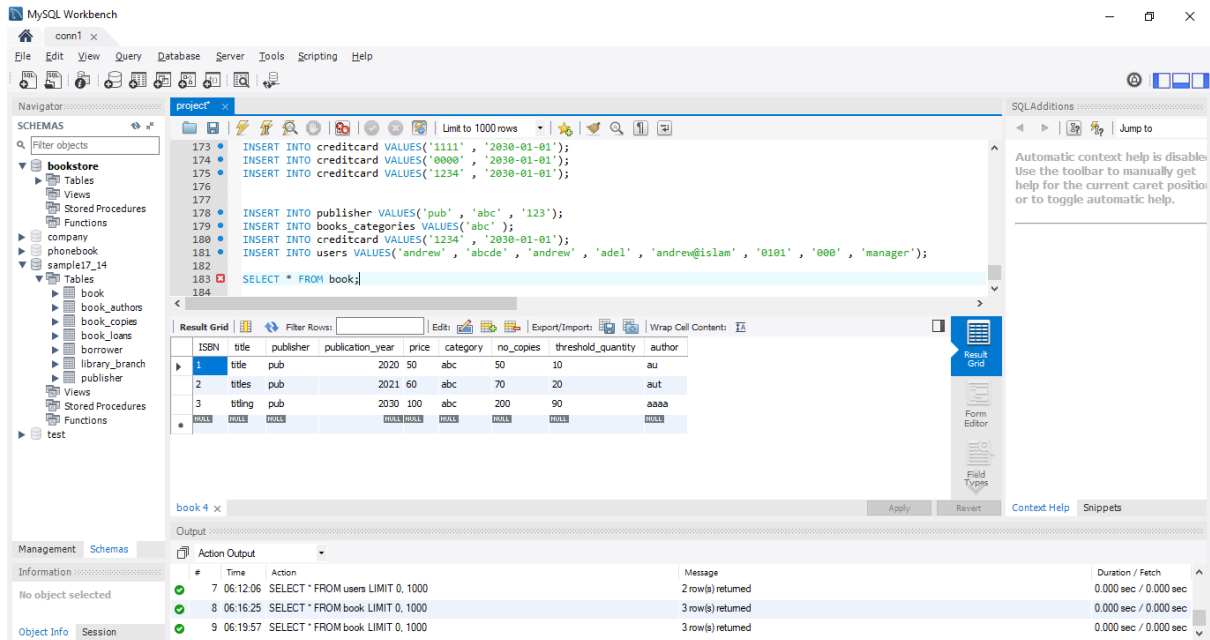 MySQL Workbench
conn1
File Edit View Query Database Server Tools Scripting Help
Navigator
SCHEMAS
Filter objects
bookstore
Tables
Views
Stored Procedures
Functions
company
phonebook
sample17_14
Tables
book
book_authors
book_copies
book_loans
borrower
library_branch
publisher
Views
Stored Procedures
Functions
test
Management Schemas
Information
No object selected
Object Info Session
project*
Limit to 1000 rows
173 INSERT INTO creditcard VALUES('1111' , '2030-01-01');
174 INSERT INTO creditcard VALUES('0000' , '2030-01-01');
175 INSERT INTO creditcard VALUES('1234' , '2030-01-01');
176
177
178 INSERT INTO publisher VALUES('pub' , 'abc' , '123');
179 INSERT INTO books_categories VALUES('abc' );
180 INSERT INTO creditcard VALUES('1234' , '2030-01-01');
181 INSERT INTO users VALUES('andrew' , 'abcde' , 'andrew' , 'adel' , 'andrew@islam' , '0101' , '000' , 'manager');
182
183 SELECT * FROM book;
184
Result Grid Filter Rows: Edit: Export/Import: Wrap Cell Content:
ISBN title publisher publication_year price category no_copies threshold_quantity author
1 title pub 2020 50 abc 50 10 au
2 titles pub 2021 60 abc 70 20 aut
3 titling pub 2030 100 abc 200 90 aaaa
NULL NULL NULL NULL NULL NULL NULL NULL NULL
Result Grid
Form Editor
Field Types
book 4
Apply Revert
Output
Action Output
# Time Action Message Duration / Fetch
7 06:12:06 SELECT * FROM users LIMIT 0, 1000 2 row(s) returned 0.000 sec / 0.000 sec
8 06:16:25 SELECT * FROM book LIMIT 0, 1000 3 row(s) returned 0.000 sec / 0.000 sec
9 06:19:57 SELECT * FROM book LIMIT 0, 1000 3 row(s) returned 0.000 sec / 0.000 sec
SQLAdditions
Jump to
Automatic context help is disable
Use the toolbar to manually get
help for the current caret position
or to toggle automatic help.
Context Help Snippets